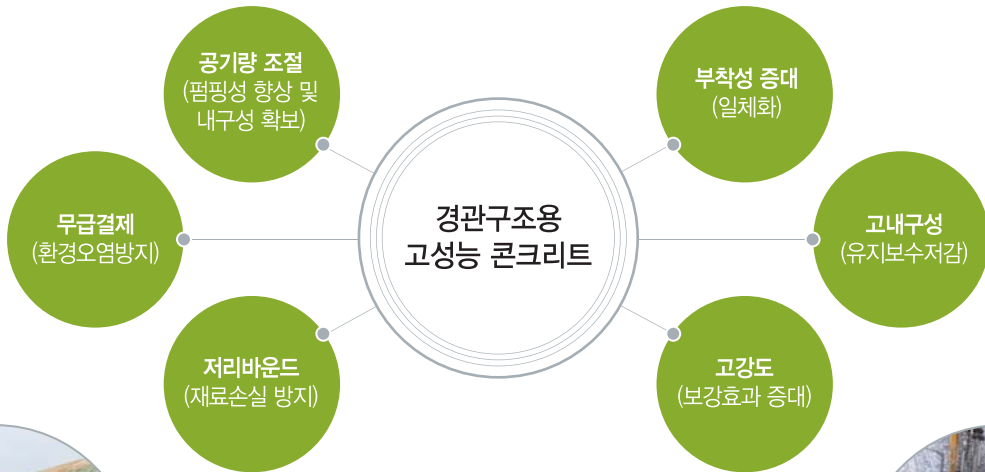 공기량 조절
(펌핑성 향상 및
내구성 확보)
부착성 증대
(일체화)
무급결제
(환경오염방지)
경관구조용
고성능 콘크리트
고내구성
(유지보수저감)
저리바운드
(재료손실 방지)
고강도
(보강효과 증대)